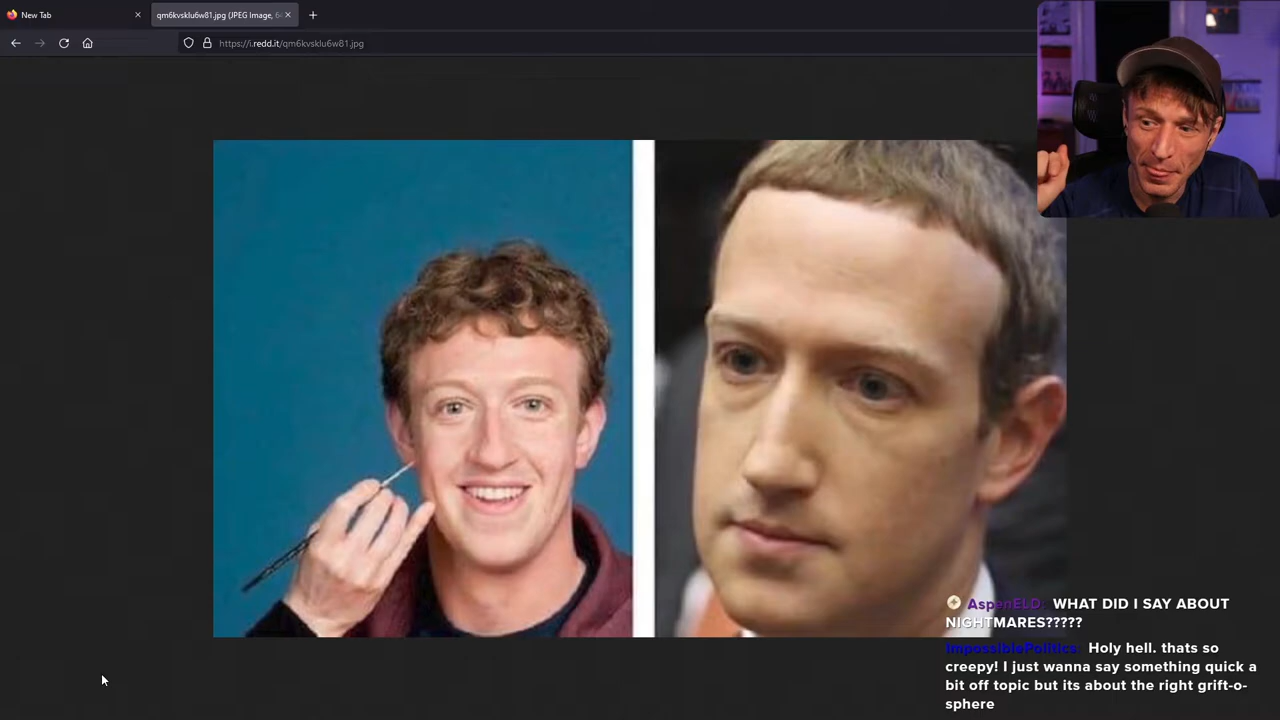 New Tab
qm6kvsklu6w81.jpg (JPEG Image, 6
https://i.redd.it/qm6kvsklu6w81.jpg
AspenELD: WHAT DID I SAY ABOUT
NIGHTMARES?????
ImpossiblePolitics: Holy hell. thats so
creepy! I just wanna say something quick a
bit off topic but its about the right grift-o-
sphere